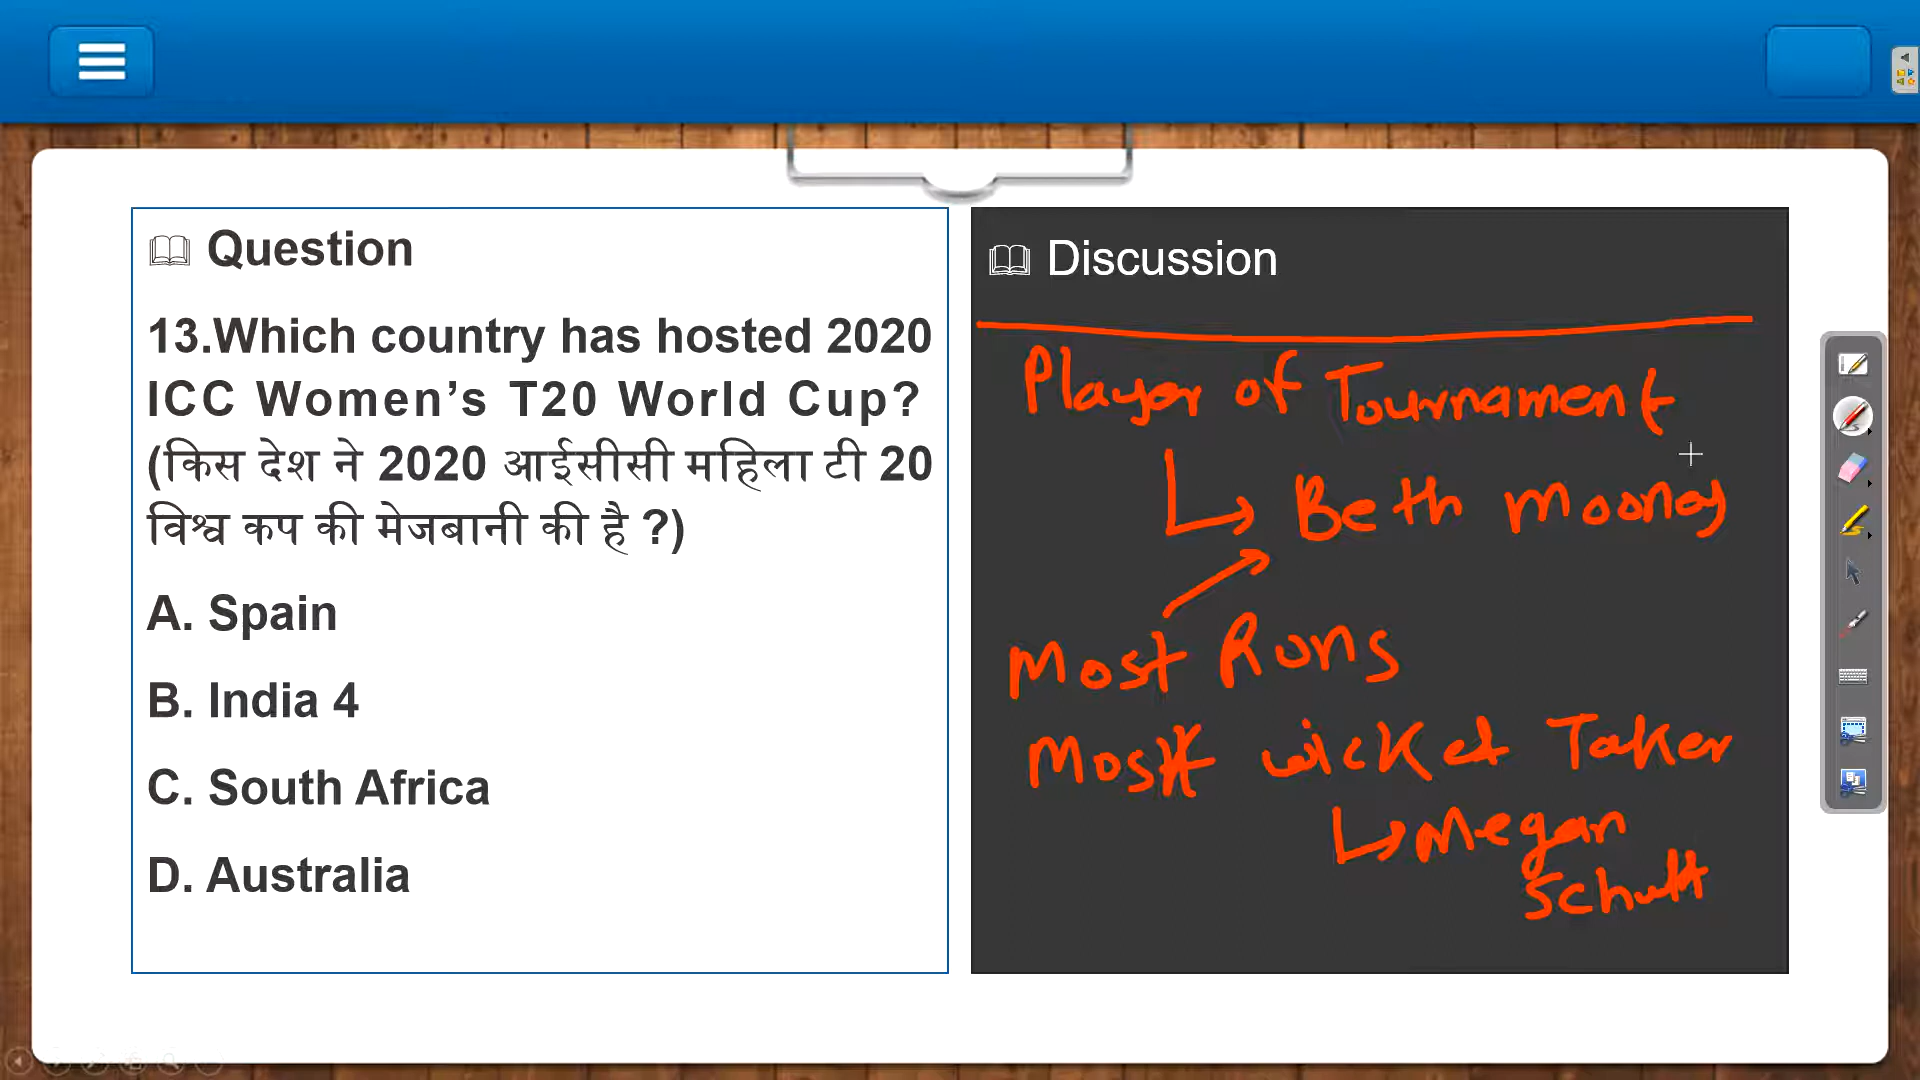 Question
13.Which country has hosted 2020
ICC Women’s T20 World Cup?
(किस देश ने 2020 आईसीसी महिला टी 20
विश्व कप की मेजबानी की है ?)
A. Spain
B. India 4
C. South Africa
D. Australia
Discussion
Player of Tournament
Beth mooney
Most Runs
Most wicket Taker
Megan
Schutt